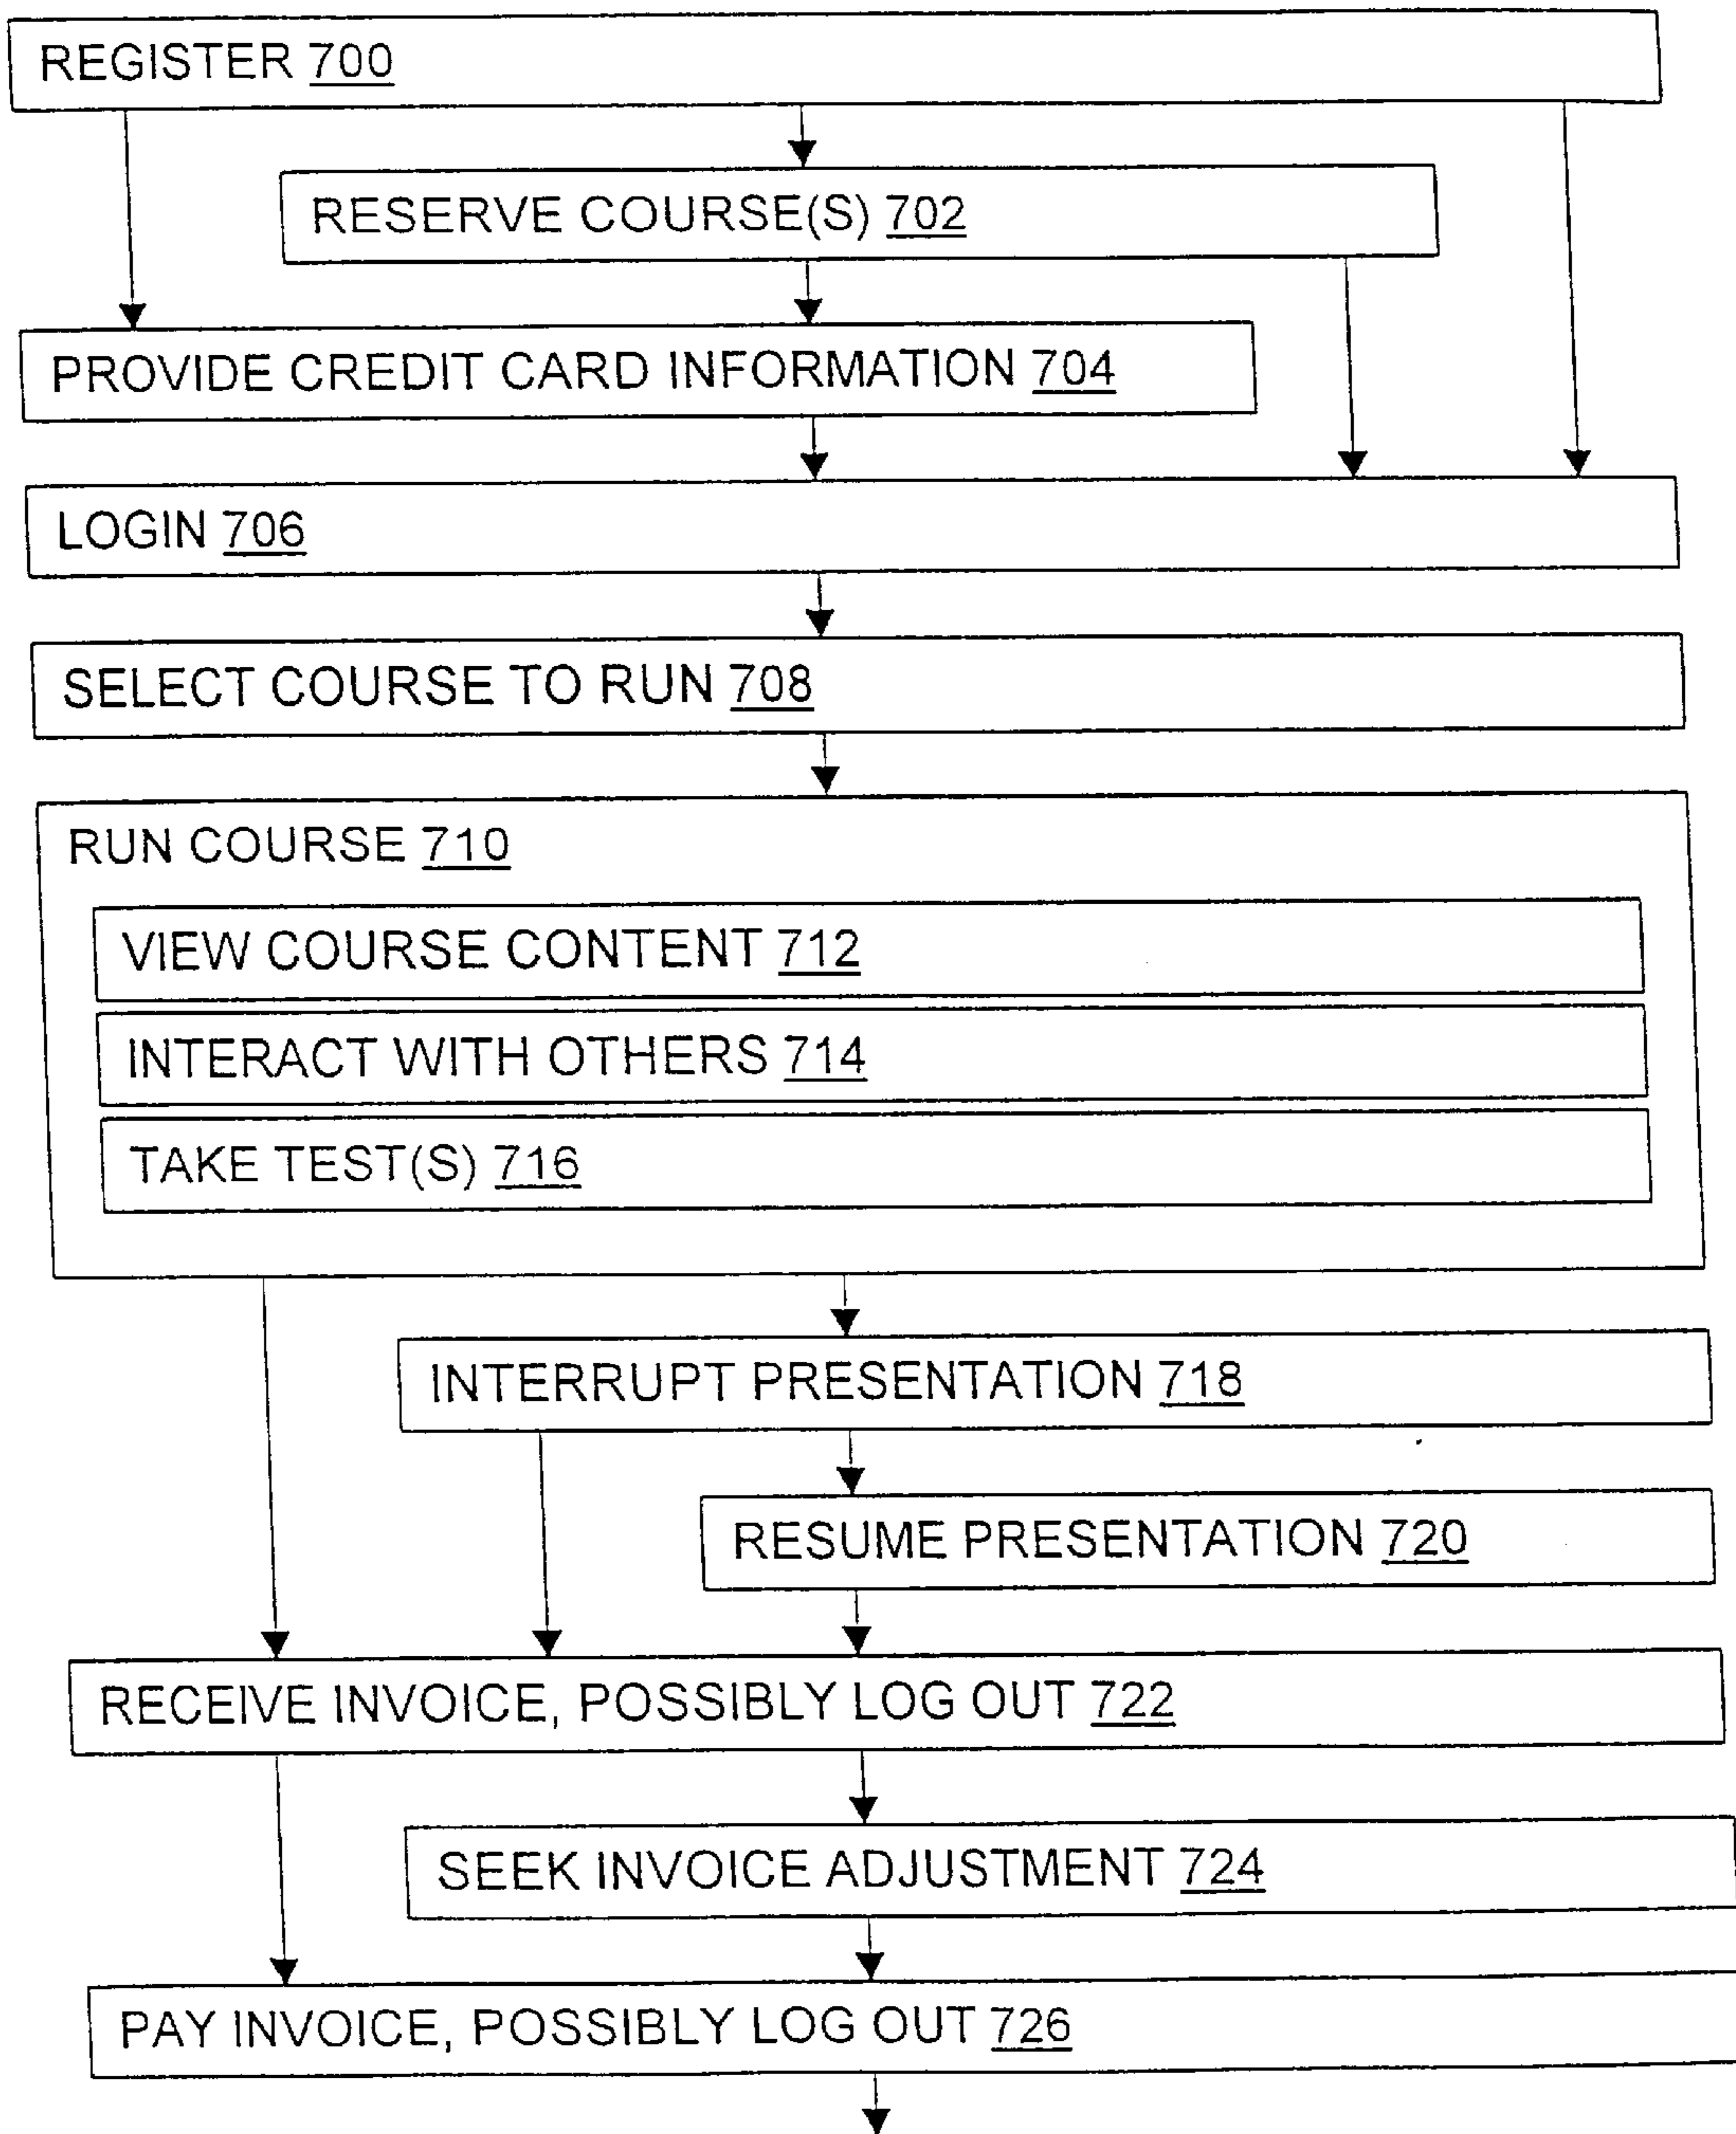 REGISTER 700
RESERVE COURSE(S) 702
PROVIDE CREDIT CARD INFORMATION 704
LOGIN 706
SELECT COURSE TO RUN 708
RUN COURSE 710
VIEW COURSE CONTENT 712
INTERACT WITH OTHERS 714
TAKE TEST(S) 716
INTERRUPT PRESENTATION 718
RESUME PRESENTATION 720
RECEIVE INVOICE, POSSIBLY LOG OUT 722
SEEK INVOICE ADJUSTMENT 724
PAY INVOICE, POSSIBLY LOG OUT 726